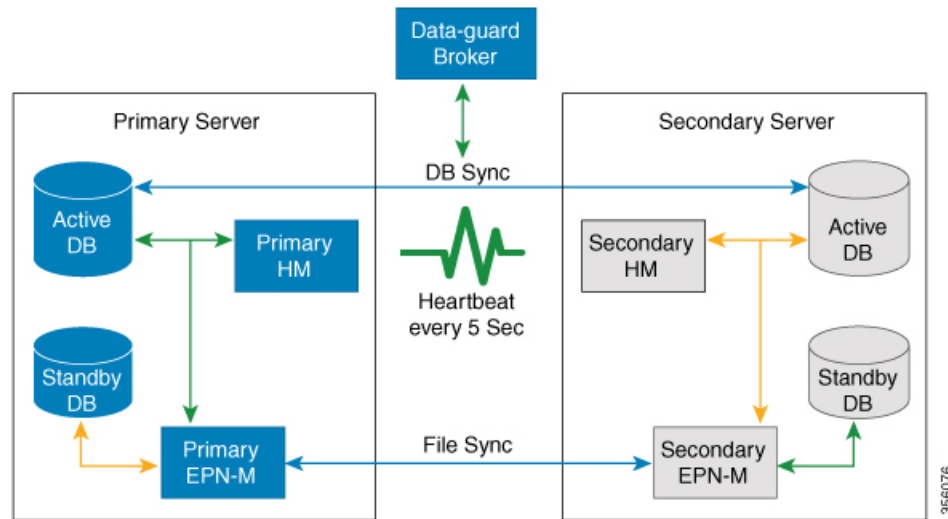 Data-guard
Broker
Primary Server
Secondary Server
DB Sync
Active
DB
Primary
HM
Secondary
HM
Active
DB
Heartbeat
every 5 Sec
Standby
DB
Standby
DB
Primary
EPN-M
File Sync
Secondary
EPN-M
356076